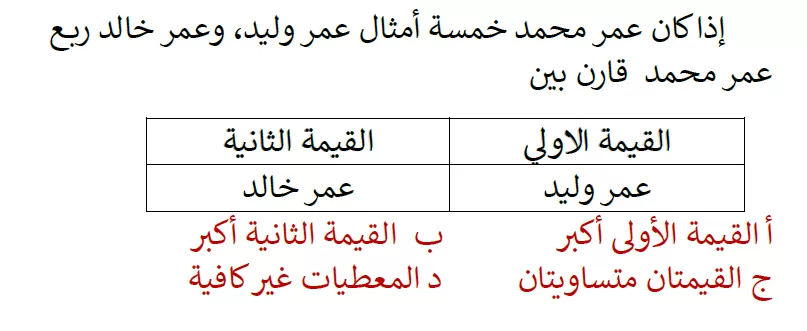 إذا كان عمر محمد خمسة أمثال عمر وليد، وعمر خالد ربع
عمر محمد قارن بين
القيمة الاولي القيمة الثانية
عمر وليد عمر خالد
أ القيمة الأولى أكبر ب القيمة الثانية أكبر
ج القيمتان متساويتان د المعطيات غير كافية